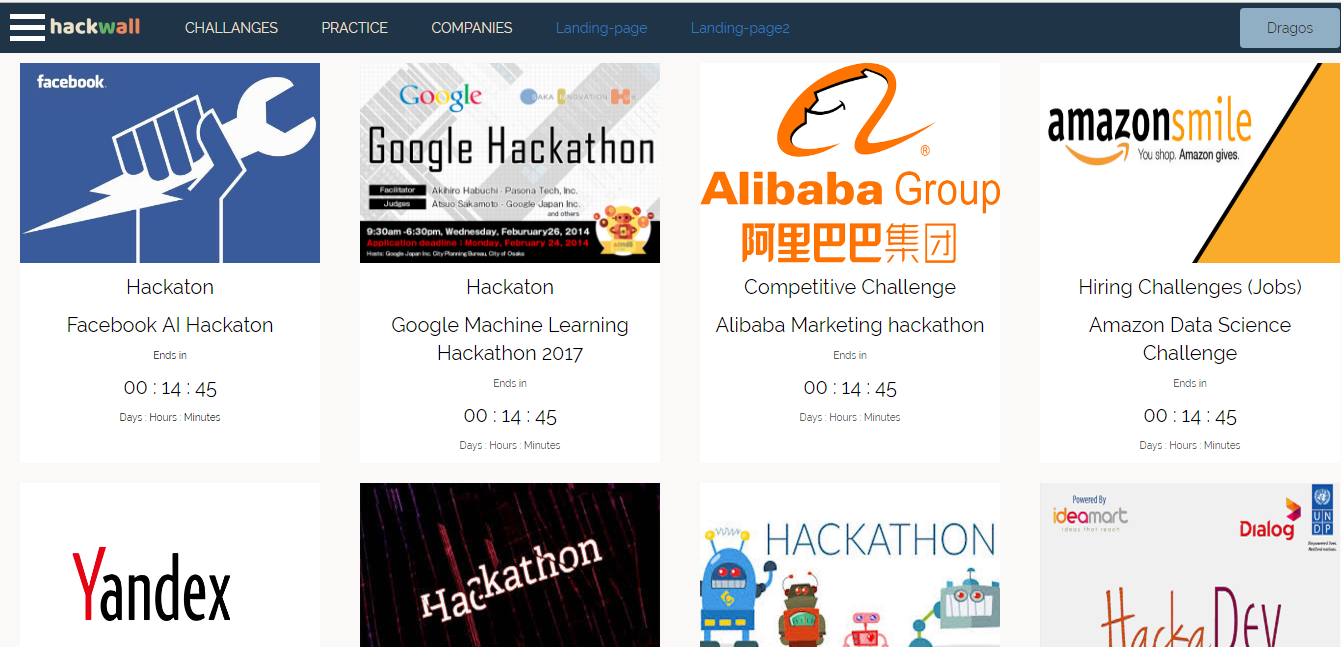 hackwall CHALLANGES PRACTICE COMPANIES Landing-page Landing-page2 Dragos
facebook.
Google
OSAKA INNOVATION HUB
Google Hackathon
Facilitator Akihiro Habuchi - Pasona Tech, Inc.
Judges Atsuo Sakamoto - Google Japan Inc.
and others
9:30am -6:30pm, Wednesday, Feburuary26, 2014
Application deadline : Monday, February 24, 2014
Hosts: Google Japan Inc. City Planning Bureau, City of Osaka
®
Alibaba Group
阿里巴巴集团
amazonsmile
You shop. Amazon gives.
Hackaton
Facebook AI Hackaton
Ends in
00 : 14 : 45
Days : Hours : Minutes
Hackaton
Google Machine Learning
Hackathon 2017
Ends in
00 : 14 : 45
Days : Hours : Minutes
Competitive Challenge
Alibaba Marketing hackathon
Ends in
00 : 14 : 45
Days : Hours : Minutes
Hiring Challenges (Jobs)
Amazon Data Science
Challenge
Ends in
00 : 14 : 45
Days : Hours : Minutes
Yandex
Hackathon
HACKATHON
Powered By
ideamart
ideas that reach
Dialog
U N
D P
Empowered lives.
Resilient nations.
HackaDev